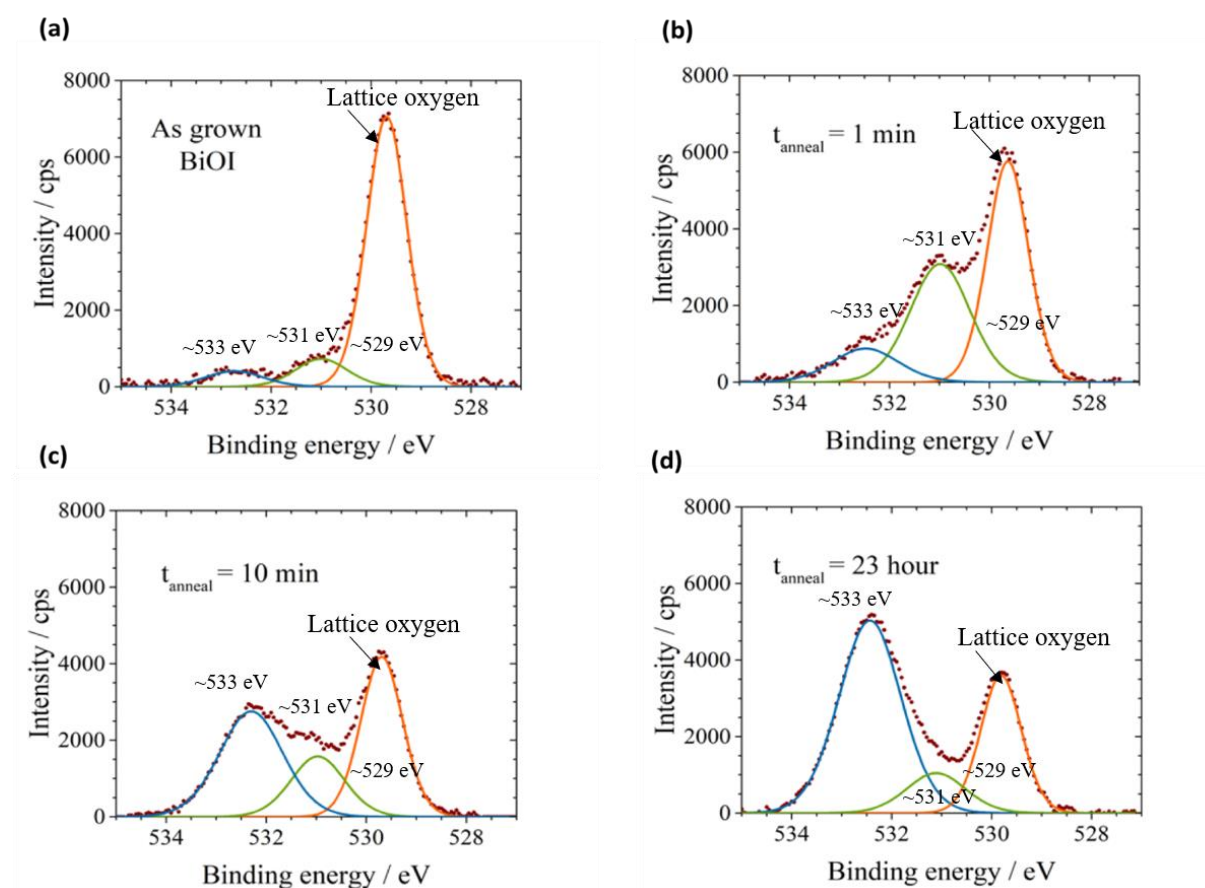 (a)
8000
6000
4000
2000
0
Intensity / cps
As grown
BiOI
Lattice oxygen
~533 eV
~531 eV
~529 eV
534
532
530
528
Binding energy / eV
(b)
8000
6000
4000
2000
0
Intensity / cps
tanneal = 1 min
Lattice oxygen
~531 eV
~533 eV
~529 eV
534
532
530
528
Binding energy / eV
(c)
8000
6000
4000
2000
0
Intensity / cps
tanneal = 10 min
Lattice oxygen
~533 eV
~531 eV
~529 eV
534
532
530
528
Binding energy / eV
(d)
8000
6000
4000
2000
0
Intensity / cps
tanneal = 23 hour
~533 eV
Lattice oxygen
~529 eV
~531 eV
534
532
530
528
Binding energy / eV